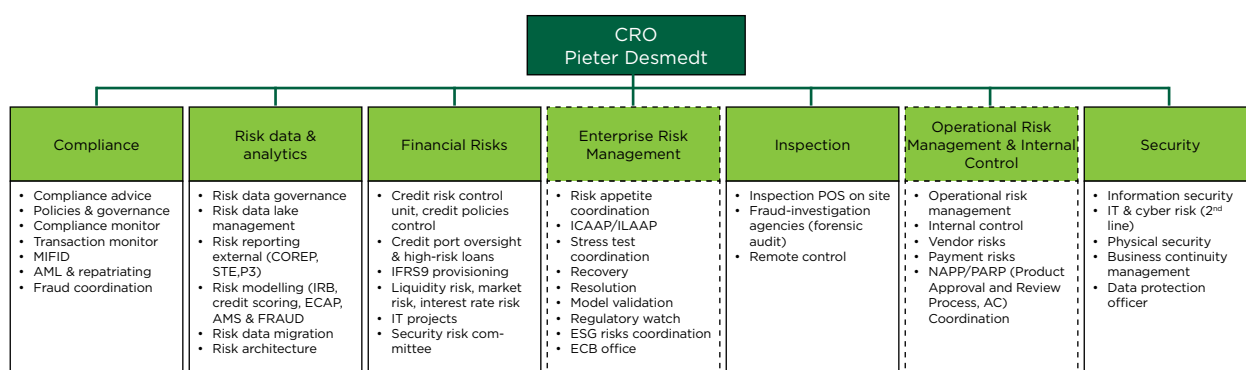 CRO
Pieter Desmedt
Compliance
• Compliance advice
• Policies & governance
• Compliance monitor
• Transaction monitor
• MIFID
• AML & repatriating
• Fraud coordination
Risk data &
analytics
• Risk data governance
• Risk data lake
management
• Risk reporting
external (COREP,
STE,P3)
• Risk modelling (IRB,
credit scoring, ECAP,
AMS & FRAUD
• Risk data migration
• Risk architecture
Financial Risks
• Credit risk control
unit, credit policies
control
• Credit port oversight
& high-risk loans
• IFRS9 provisioning
• Liquidity risk, market
risk, interest rate risk
• IT projects
• Security risk com-
mittee
Enterprise Risk
Management
• Risk appetite
coordination
• ICAAP/ILAAP
• Stress test
coordination
• Recovery
• Resolution
• Model validation
• Regulatory watch
• ESG risks coordination
• ECB office
Inspection
• Inspection POS on site
• Fraud-investigation
agencies (forensic
audit)
• Remote control
Operational Risk
Management & Internal
Control
• Operational risk
management
• Internal control
• Vendor risks
• Payment risks
• NAPP/PARP (Product
Approval and Review
Process, AC)
Coordination
Security
• Information security
• IT & cyber risk (2nd
line)
• Physical security
• Business continuity
management
• Data protection
officer